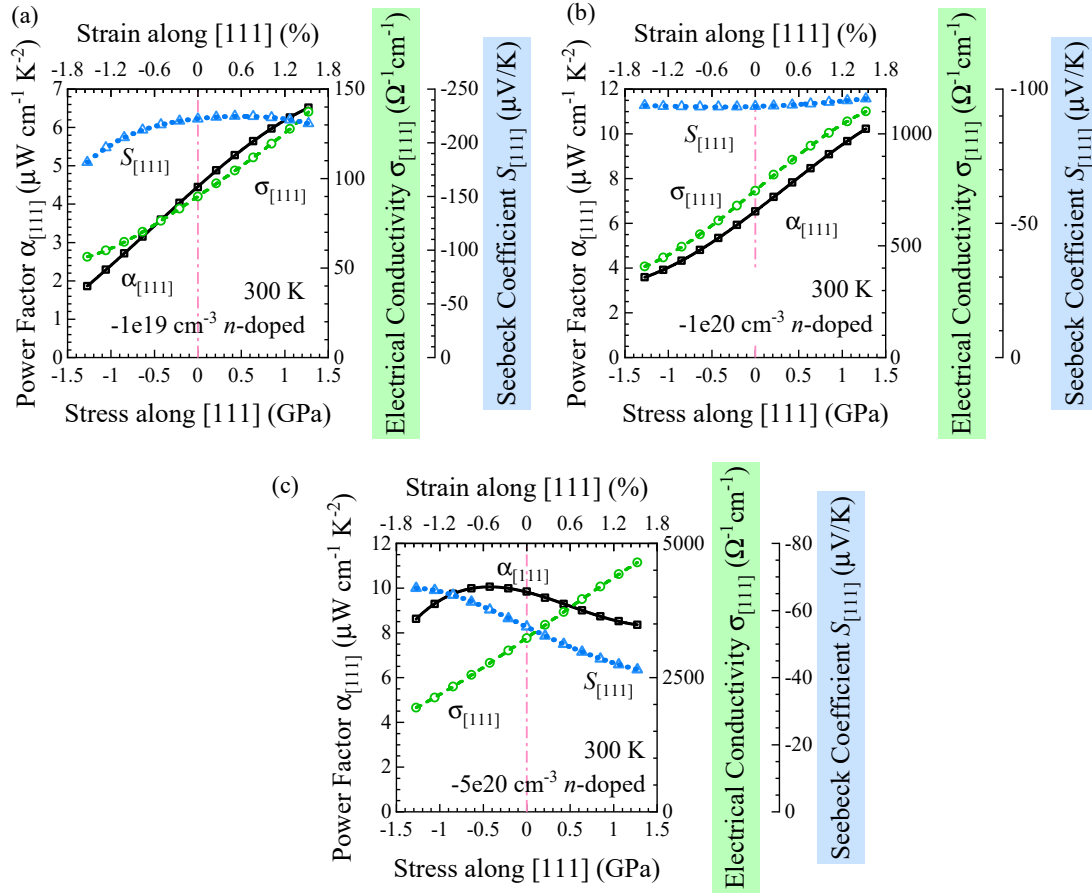 (a)
Strain along [111] (%)
-1.8 -1.2 -0.6 0 0.6 1.2 1.8
Power Factor α[111] (μW cm-1 K-2)
7
6
5
4
3
2
1
0
S[111]
σ[111]
α[111]
300 K
-1e19 cm-3 n-doped
150
100
50
0
-1.5 -1 -0.5 0 0.5 1 1.5
Stress along [111] (GPa)
Electrical Conductivity σ[111] (Ω-1cm-1)
-250
-200
-150
-100
-50
0
Seebeck Coefficient S[111] (μV/K)
(b)
Strain along [111] (%)
-1.8 -1.2 -0.6 0 0.6 1.2 1.8
Power Factor α[111] (μW cm-1 K-2)
12
10
8
6
4
2
0
S[111]
σ[111]
α[111]
300 K
-1e20 cm-3 n-doped
1000
500
0
-1.5 -1 -0.5 0 0.5 1 1.5
Stress along [111] (GPa)
Electrical Conductivity σ[111] (Ω-1cm-1)
-100
-50
0
Seebeck Coefficient S[111] (μV/K)
(c)
Strain along [111] (%)
-1.8 -1.2 -0.6 0 0.6 1.2 1.8
Power Factor α[111] (μW cm-1 K-2)
12
10
8
6
4
2
0
α[111]
S[111]
σ[111]
300 K
-5e20 cm-3 n-doped
5000
2500
0
-1.5 -1 -0.5 0 0.5 1 1.5
Stress along [111] (GPa)
Electrical Conductivity σ[111] (Ω-1cm-1)
-80
-60
-40
-20
0
Seebeck Coefficient S[111] (μV/K)